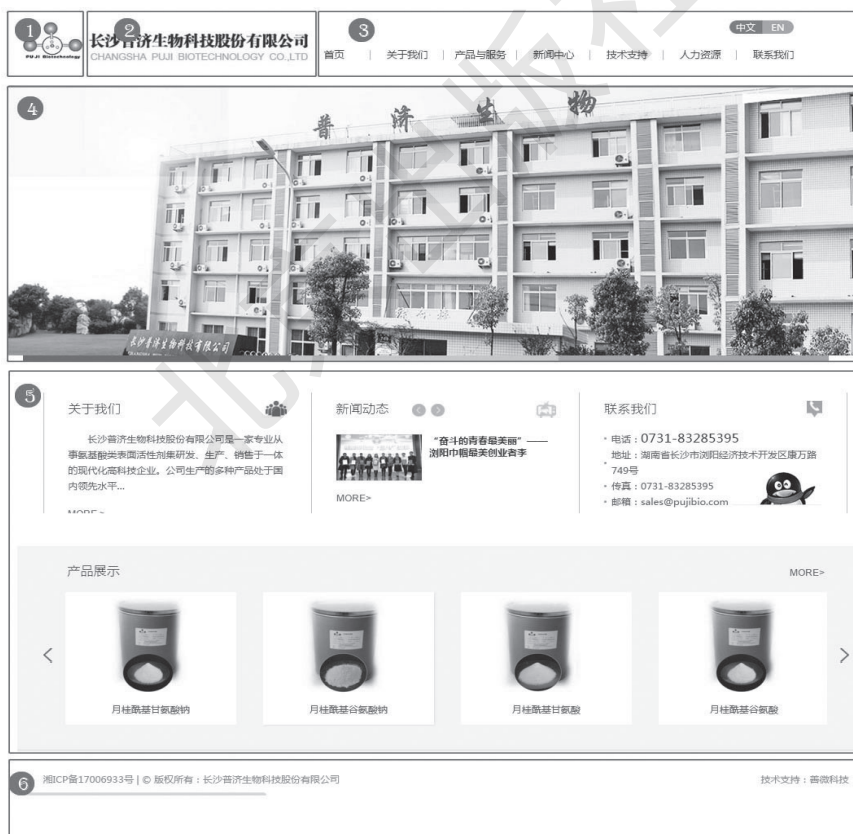 1
2
3
PU-JI Biotechnology
长沙普济生物科技股份有限公司
CHANGSHA PUJI BIOTECHNOLOGY CO.,LTD
中文 EN
首页 | 关于我们 | 产品与服务 | 新闻中心 | 技术支持 | 人力资源 | 联系我们
4
普济生物
长沙普济生物科技有限公司
5
关于我们
长沙普济生物科技股份有限公司是一家专业从
事氨基酸类表面活性剂集研发、生产、销售于一体
的现代化高科技企业。公司生产的多种产品处于国
内领先水平...
MORE>
新闻动态
“奋斗的青春最美丽”——
浏阳巾帼最美创业者李
MORE>
联系我们
电话：0731-83285395
地址：湖南省长沙市浏阳经济技术开发区康万路
749号
传真：0731-83285395
邮箱：sales@pujibio.com
产品展示
MORE>
月桂酰基甘氨酸钠
月桂酰基谷氨酸钠
月桂酰基甘氨酸
月桂酰基谷氨酸
6
湘ICP备17006933号 | © 版权所有：长沙普济生物科技股份有限公司
技术支持：善微科技